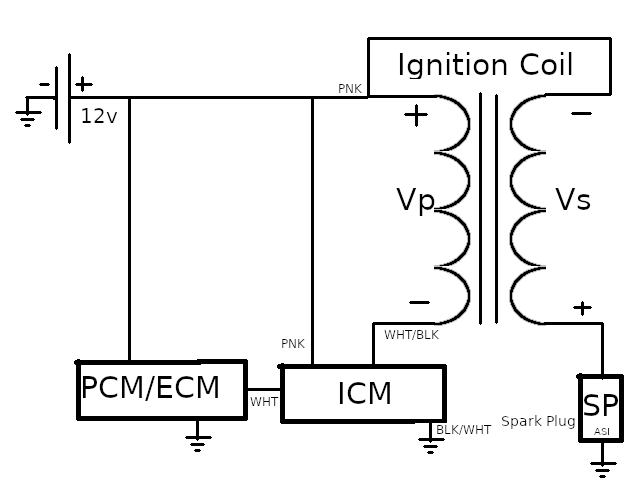 Ignition Coil
- +
PNK
12v
+ -
Vp Vs
- +
WHT/BLK
PNK
PCM/ECM
WHT
ICM
BLK/WHT
Spark Plug
SP
ASI